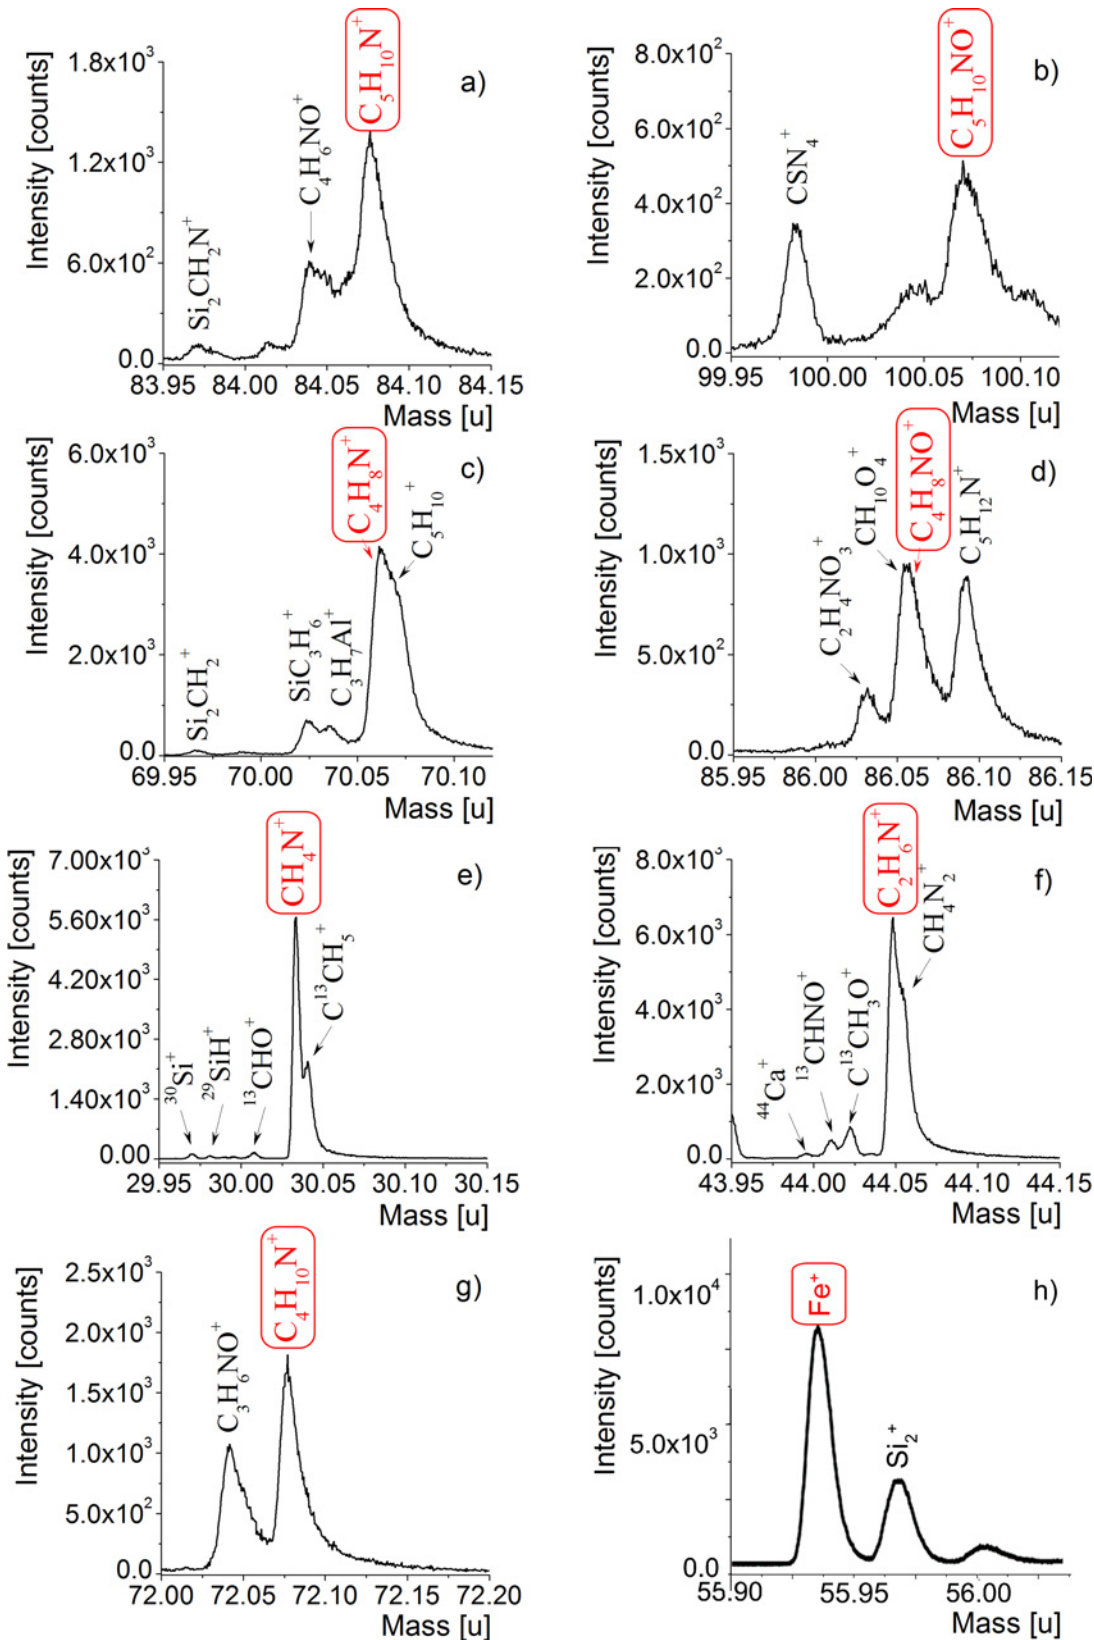 a)
Intensity [counts]
1.8x10³
1.2x10³
6.0x10²
0.0
Si₂CH₂N⁺
C₄H₆NO⁺
C₅H₁₀N⁺
83.95 84.00 84.05 84.10 84.15
Mass [u]
b)
Intensity [counts]
8.0x10²
6.0x10²
4.0x10²
2.0x10²
0.0
CSN₄⁺
C₅H₁₀NO⁺
99.95 100.00 100.05 100.10
Mass [u]
c)
Intensity [counts]
6.0x10³
4.0x10³
2.0x10³
0.0
Si₂CH₂⁺
SiC₃H₆⁺
C₃H₇Al⁺
C₄H₈N⁺
C₅H₁₀⁺
69.95 70.00 70.05 70.10
Mass [u]
d)
Intensity [counts]
1.5x10³
1.0x10³
5.0x10²
0.0
C₂H₄NO₃⁺
CH₁₀O₄⁺
C₄H₈NO⁺
C₅H₁₂N⁺
85.95 86.00 86.05 86.10 86.15
Mass [u]
e)
Intensity [counts]
7.00x10³
5.60x10³
4.20x10³
2.80x10³
1.40x10³
0.00
³⁰Si⁺
²⁹SiH⁺
¹³CHO⁺
CH₄N⁺
C¹³CH₅⁺
29.95 30.00 30.05 30.10 30.15
Mass [u]
f)
Intensity [counts]
8.0x10³
6.0x10³
4.0x10³
2.0x10³
0.0
⁴⁴Ca⁺
¹³CHNO⁺
C¹³CH₃O⁺
C₂H₆N⁺
CH₄N₂⁺
43.95 44.00 44.05 44.10 44.15
Mass [u]
g)
Intensity [counts]
2.5x10³
2.0x10³
1.5x10³
1.0x10³
5.0x10²
0.0
C₃H₆NO⁺
C₄H₁₀N⁺
72.00 72.05 72.10 72.15 72.20
Mass [u]
h)
Intensity [counts]
1.0x10⁴
5.0x10³
0.0
Fe⁺
Si₂⁺
55.90 55.95 56.00
Mass [u]